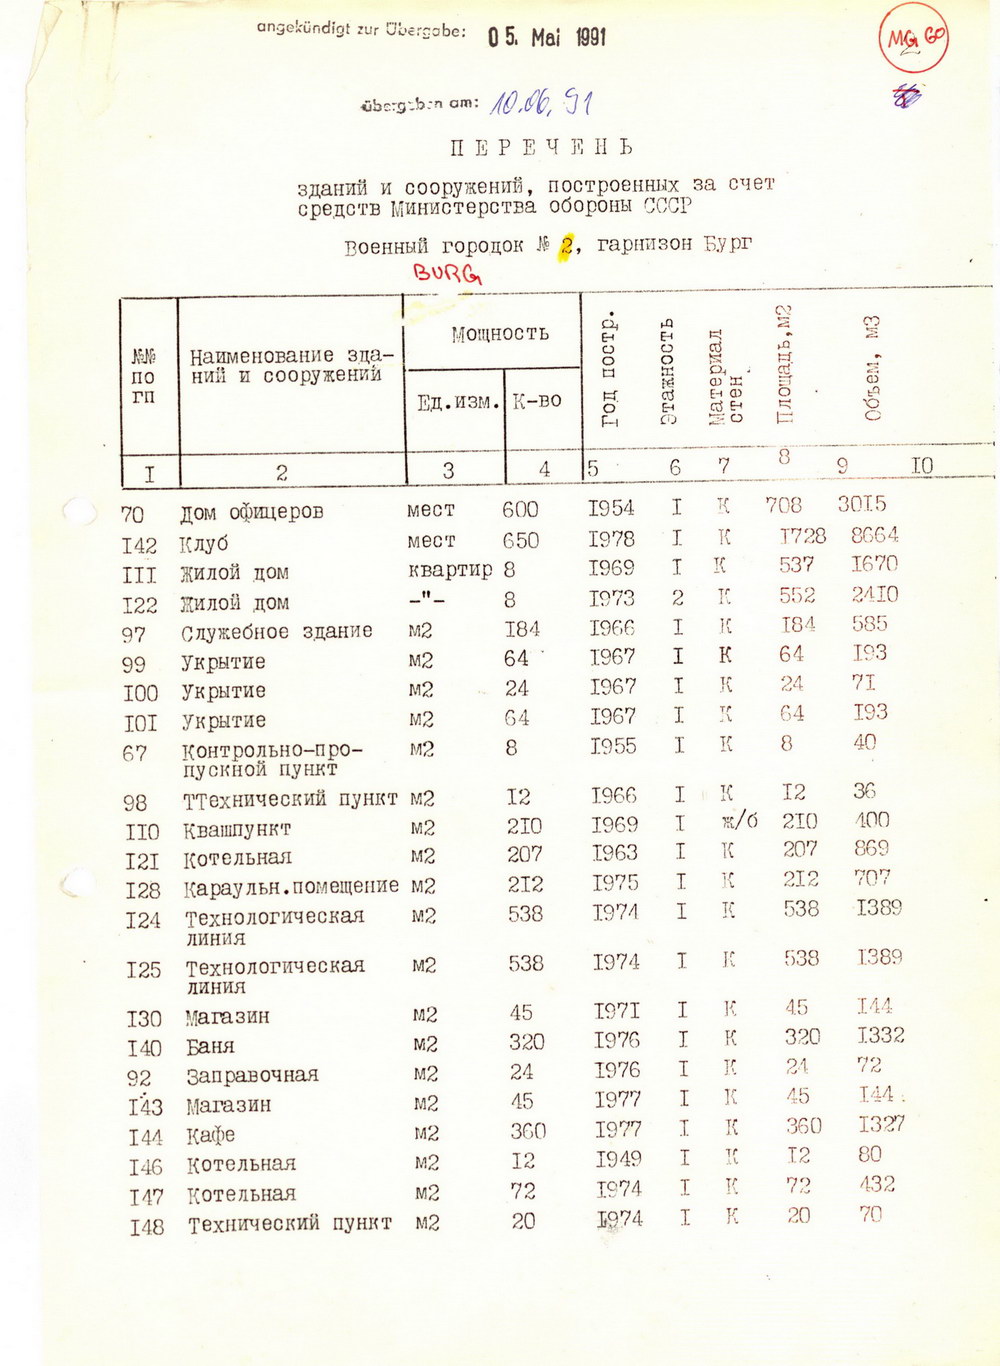 angekündigt zur Übergabe: 05. Mai 1991
MG 60
übergeben am: 10.06.91
ПЕРЕЧЕНЬ
зданий и сооружений, построенных за счет
средств Министерства обороны СССР
Военный городок № 2, гарнизон Бург
BURG
№№ по гп Наименование зда-ний и сооружений Мощность Ед.изм. К-во Год постр. Этажность Материал стен Площадь,м2 Объем, м3
I 2 3 4 5 6 7 8 9 IO
70 Дом офицеров мест 600 I954 I К 708 30I5
I42 Клуб мест 650 I978 I К I728 8664
III Жилой дом квартир 8 I969 I К 537 I670
I22 Жилой дом -"- 8 I973 2 К 552 24I0
97 Служебное здание м2 I84 I966 I К I84 585
99 Укрытие м2 64 I967 I К 64 I93
I00 Укрытие м2 24 I967 I К 24 7I
I0I Укрытие м2 64 I967 I К 64 I93
67 Контрольно-про- м2 8 I955 I К 8 40
пускной пункт
98 ТТехнический пункт м2 I2 I966 I К I2 36
II0 Квашпункт м2 2I0 I969 I ж/б 2I0 400
I2I Котельная м2 207 I963 I К 207 869
I28 Караульн.помещение м2 2I2 I975 I К 2I2 707
I24 Технологическая м2 538 I974 I К 538 I389
линия
I25 Технологическая м2 538 I974 I К 538 I389
линия
I30 Магазин м2 45 I97I I К 45 I44
I40 Баня м2 320 I976 I К 320 I332
92 Заправочная м2 24 I976 I К 24 72
I43 Магазин м2 45 I977 I К 45 I44
I44 Кафе м2 360 I977 I К 360 I327
I46 Котельная м2 I2 I949 I К I2 80
I47 Котельная м2 72 I974 I К 72 432
I48 Технический пункт м2 20 I974 I К 20 70